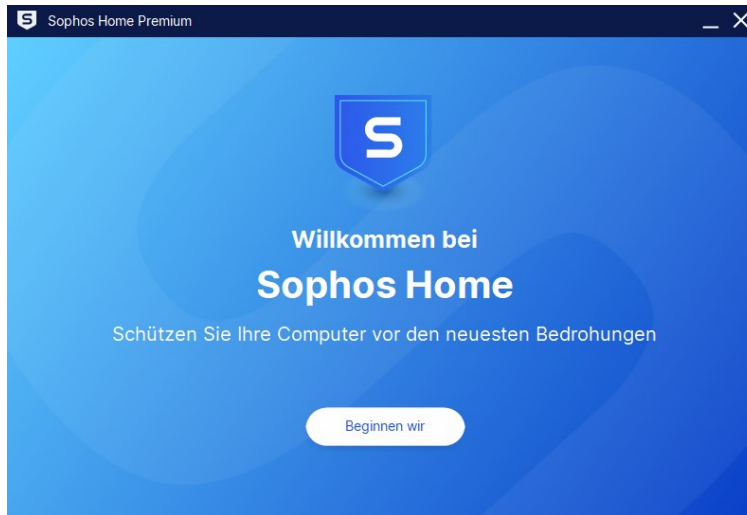 Sophos Home Premium
Willkommen bei
Sophos Home
Schützen Sie Ihre Computer vor den neuesten Bedrohungen
Beginnen wir